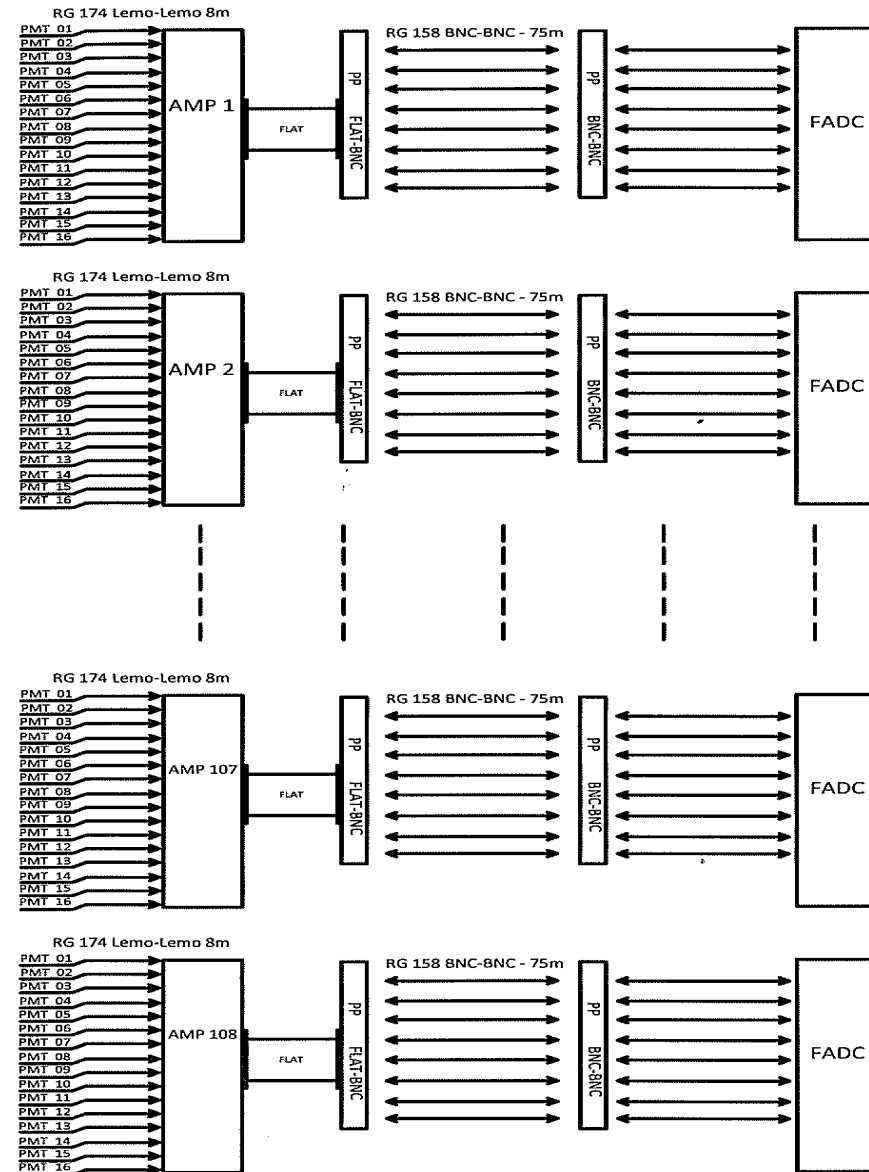 RG 174 Lemo-Lemo 8m
PMT 01
PMT 02
PMT 03
PMT 04
PMT 05
PMT 06
PMT 07
PMT 08
PMT 09
PMT 10
PMT 11
PMT 12
PMT 13
PMT 14
PMT 15
PMT 16
AMP 1
FLAT
PP FLAT-BNC
RG 158 BNC-BNC - 75m
PP BNC-BNC
FADC
RG 174 Lemo-Lemo 8m
PMT 01
PMT 02
PMT 03
PMT 04
PMT 05
PMT 06
PMT 07
PMT 08
PMT 09
PMT 10
PMT 11
PMT 12
PMT 13
PMT 14
PMT 15
PMT 16
AMP 2
FLAT
PP FLAT-BNC
RG 158 BNC-BNC - 75m
PP BNC-BNC
FADC
RG 174 Lemo-Lemo 8m
PMT 01
PMT 02
PMT 03
PMT 04
PMT 05
PMT 06
PMT 07
PMT 08
PMT 09
PMT 10
PMT 11
PMT 12
PMT 13
PMT 14
PMT 15
PMT 16
AMP 107
FLAT
PP FLAT-BNC
RG 158 BNC-BNC - 75m
PP BNC-BNC
FADC
RG 174 Lemo-Lemo 8m
PMT 01
PMT 02
PMT 03
PMT 04
PMT 05
PMT 06
PMT 07
PMT 08
PMT 09
PMT 10
PMT 11
PMT 12
PMT 13
PMT 14
PMT 15
PMT 16
AMP 108
FLAT
PP FLAT-BNC
RG 158 BNC-BNC - 75m
PP BNC-BNC
FADC